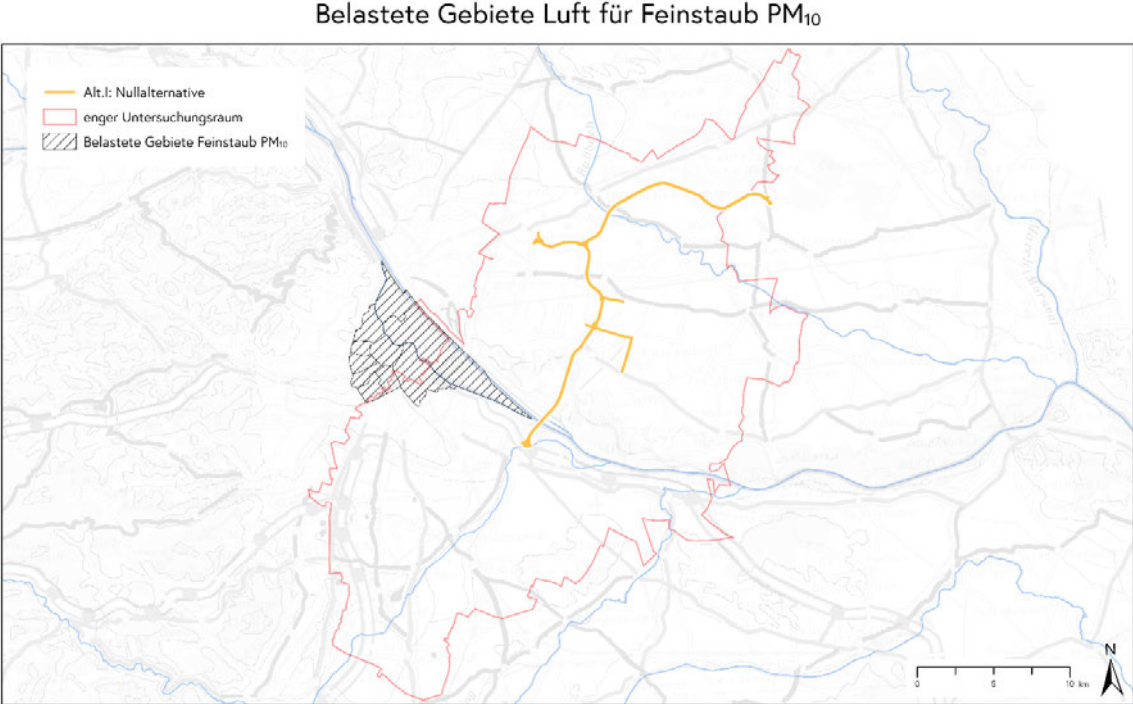 Belastete Gebiete Luft für Feinstaub PM₁₀
Alt.I: Nullalternative
enger Untersuchungsraum
Belastete Gebiete Feinstaub PM₁₀
N
0 5 10 km